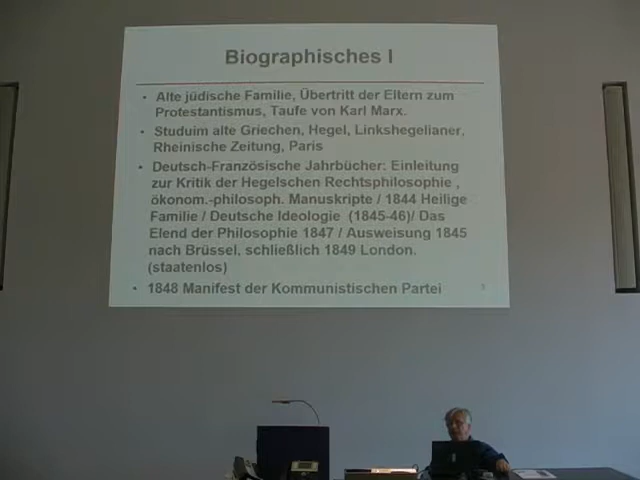 Biographisches I
• Alte jüdische Familie, Übertritt der Eltern zum
Protestantismus, Taufe von Karl Marx.
• Studuim alte Griechen, Hegel, Linkshegelianer,
Rheinische Zeitung, Paris
• Deutsch-Französische Jahrbücher: Einleitung
zur Kritik der Hegelschen Rechtsphilosophie ,
ökonom.-philosoph. Manuskripte / 1844 Heilige
Familie / Deutsche Ideologie (1845-46)/ Das
Elend der Philosophie 1847 / Ausweisung 1845
nach Brüssel, schließlich 1849 London.
(staatenlos)
• 1848 Manifest der Kommunistischen Partei